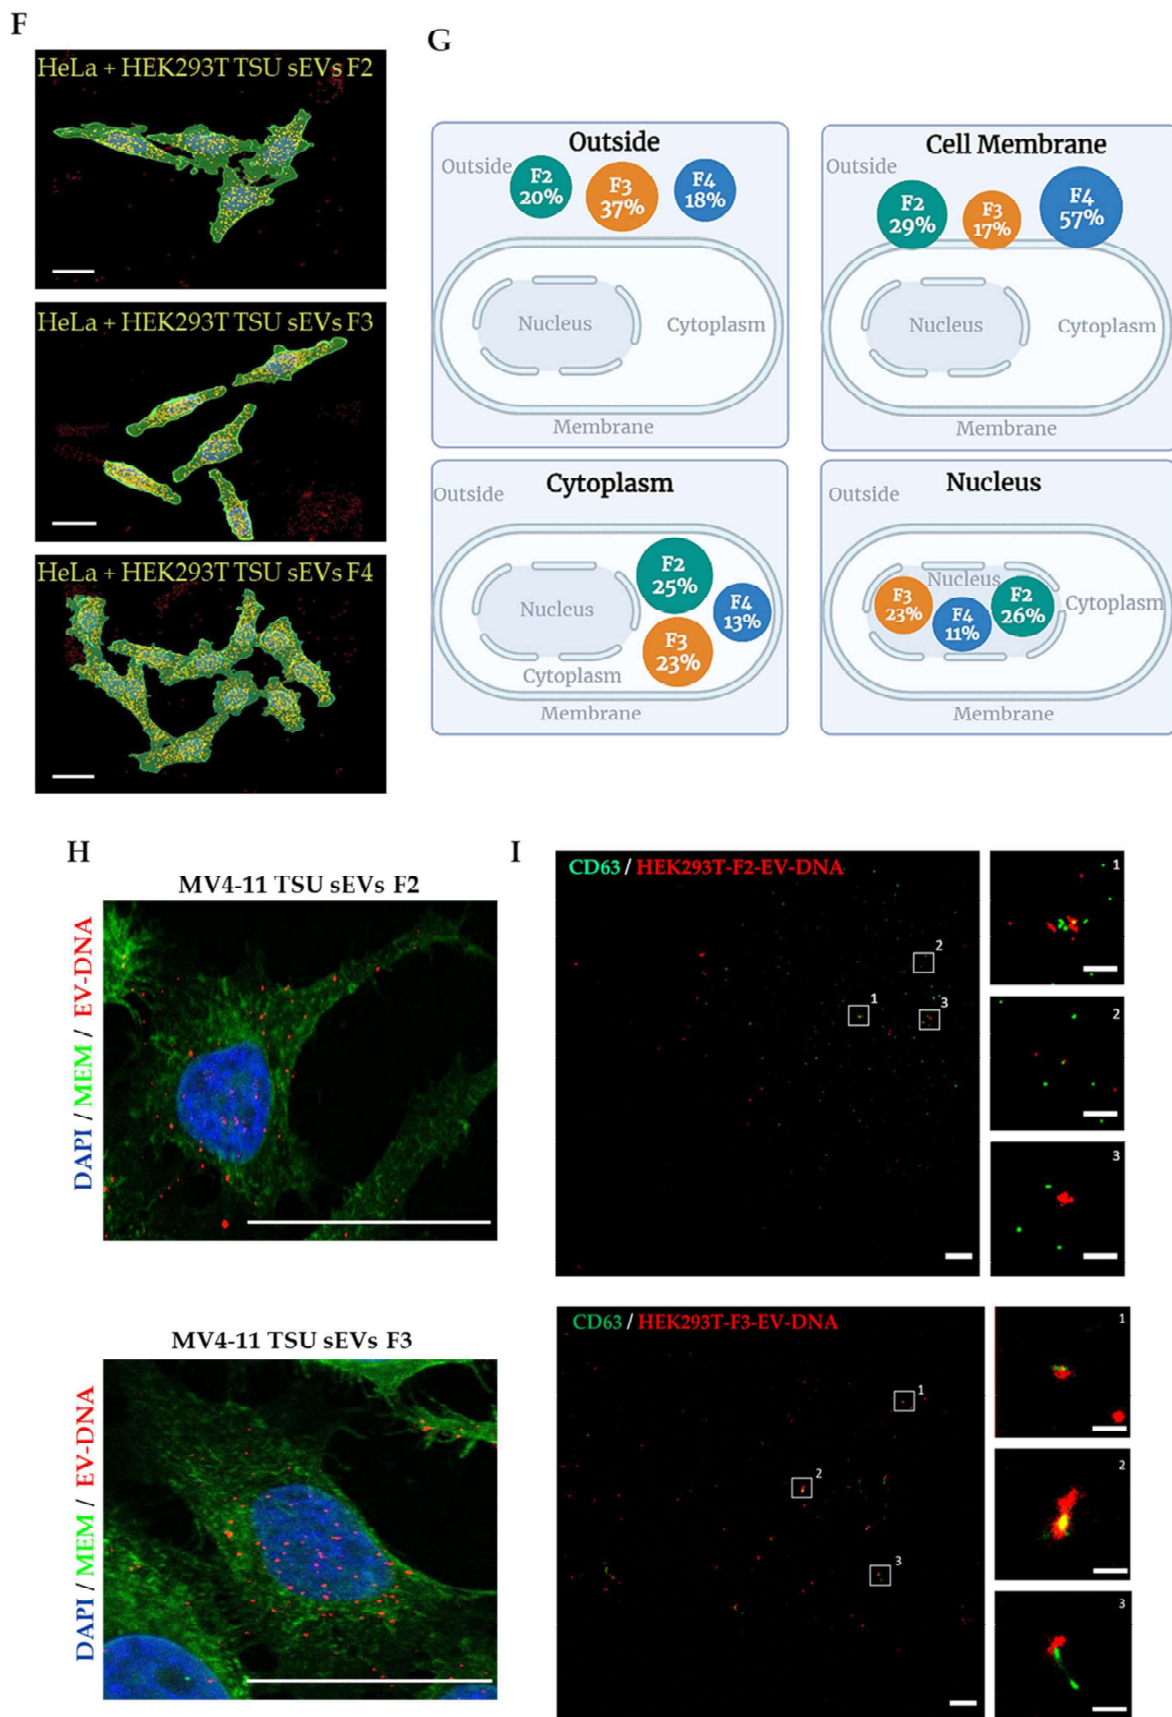 F
HeLa + HEK293T TSU sEVs F2
HeLa + HEK293T TSU sEVs F3
HeLa + HEK293T TSU sEVs F4
G
Outside
Outside
F2
20%
F3
37%
F4
18%
Nucleus
Cytoplasm
Membrane
Cell Membrane
Outside
F2
29%
F3
17%
F4
57%
Nucleus
Cytoplasm
Membrane
Cytoplasm
Outside
F2
25%
F4
13%
F3
23%
Nucleus
Cytoplasm
Membrane
Nucleus
Outside
Nucleus
F3
23%
F4
11%
F2
26%
Cytoplasm
Membrane
H
MV4-11 TSU sEVs F2
DAPI / MEM / EV-DNA
MV4-11 TSU sEVs F3
DAPI / MEM / EV-DNA
I
CD63 / HEK293T-F2-EV-DNA
2
1
3
1
2
3
CD63 / HEK293T-F3-EV-DNA
1
2
3
1
2
3